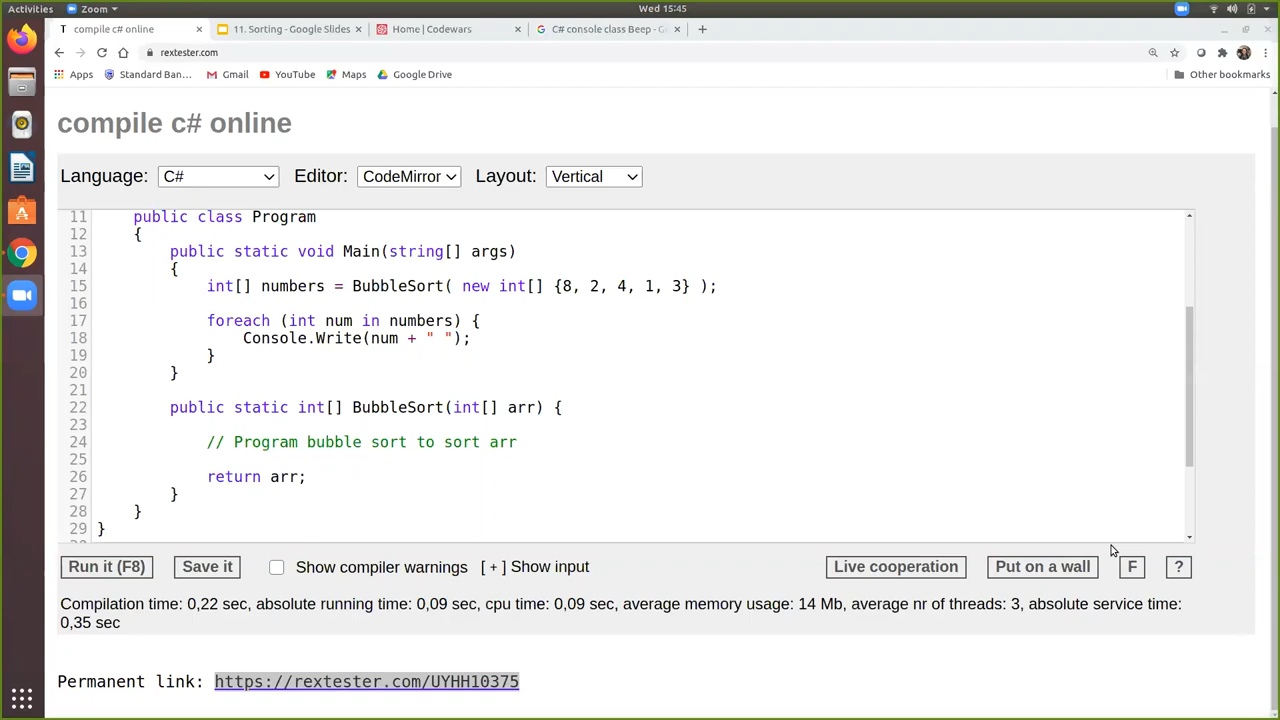 Activities Zoom Wed 15:45
compile c# online 11. Sorting - Google Slides Home | Codewars C# console class Beep - G
rextester.com
Apps Standard Ban... Gmail YouTube Maps Google Drive Other bookmarks
compile c# online
Language: C# Editor: CodeMirror Layout: Vertical
11 public class Program
12 {
13 public static void Main(string[] args)
14 {
15 int[] numbers = BubbleSort( new int[] {8, 2, 4, 1, 3} );
16
17 foreach (int num in numbers) {
18 Console.Write(num + " ");
19 }
20 }
21
22 public static int[] BubbleSort(int[] arr) {
23
24 // Program bubble sort to sort arr
25
26 return arr;
27 }
28 }
29 }
Run it (F8) Save it Show compiler warnings [ + ] Show input Live cooperation Put on a wall F ?
Compilation time: 0,22 sec, absolute running time: 0,09 sec, cpu time: 0,09 sec, average memory usage: 14 Mb, average nr of threads: 3, absolute service time:
0,35 sec
Permanent link: https://rextester.com/UYHH10375